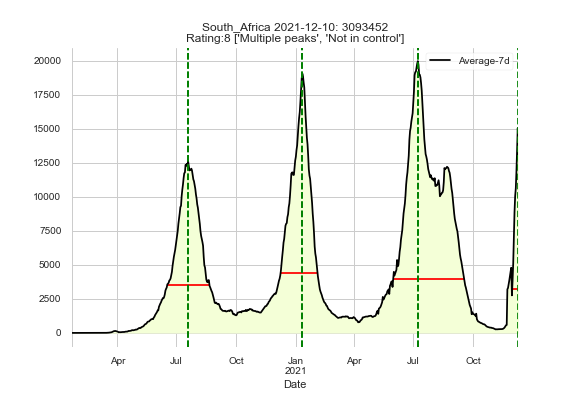 South_Africa 2021-12-10: 3093452
Rating:8 ['Multiple peaks', 'Not in control']
Average-7d
20000
17500
15000
12500
10000
7500
5000
2500
0
Apr Jul Oct Jan Apr Jul Oct
2021
Date